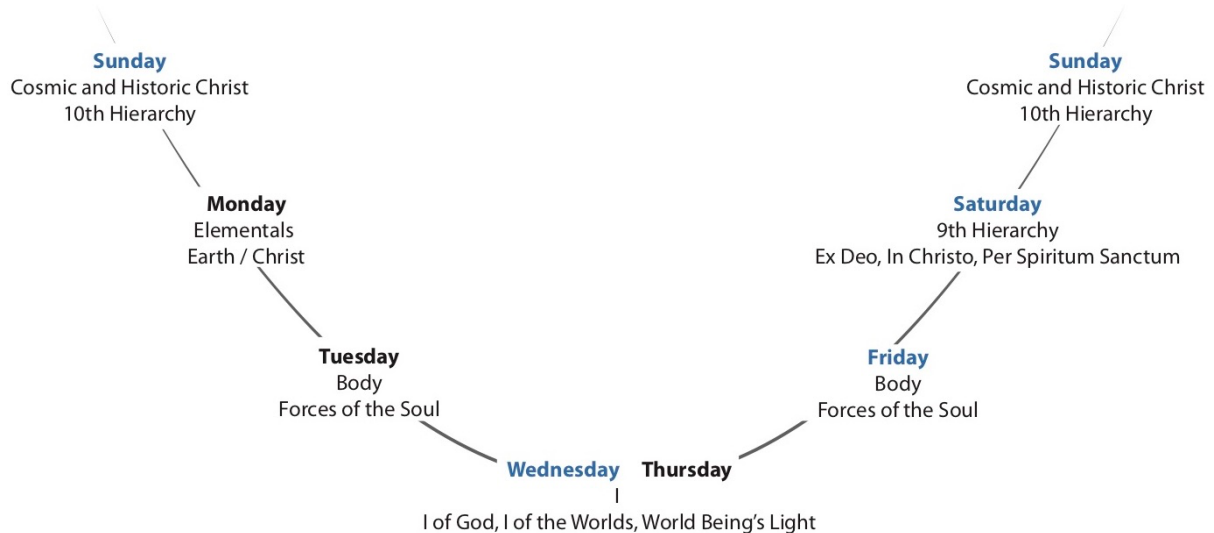 Sunday
Cosmic and Historic Christ
10th Hierarchy
Monday
Elementals
Earth / Christ
Tuesday
Body
Forces of the Soul
Wednesday Thursday
I
I of God, I of the Worlds, World Being's Light
Friday
Body
Forces of the Soul
Saturday
9th Hierarchy
Ex Deo, In Christo, Per Spiritum Sanctum
Sunday
Cosmic and Historic Christ
10th Hierarchy